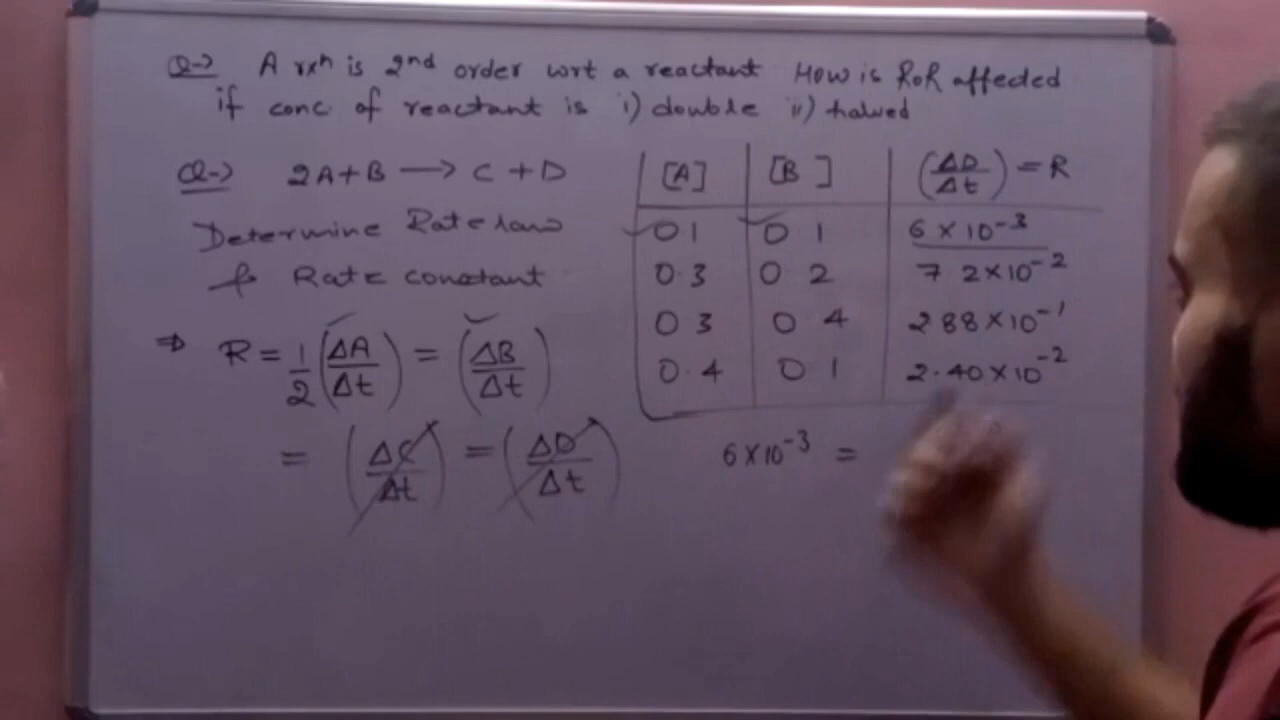 Q→ A rxⁿ is 2nd order wrt a reactant How is RoR affected
if conc. of reactant is i) double ii) halved
Q→ 2A+B → C + D
Determine Rate law
& Rate constant
⇒ R = 1/2 (ΔA/Δt) = (ΔB/Δt)
= (ΔC/Δt) = (ΔD/Δt)
[A] [B ] (ΔD/Δt) = R
0 1 0 1 6 × 10⁻³
0.3 0 2 7 2×10⁻²
0 3 0 4 2 88×10⁻¹
0.4 0 1 2.40×10⁻²
6×10⁻³ =